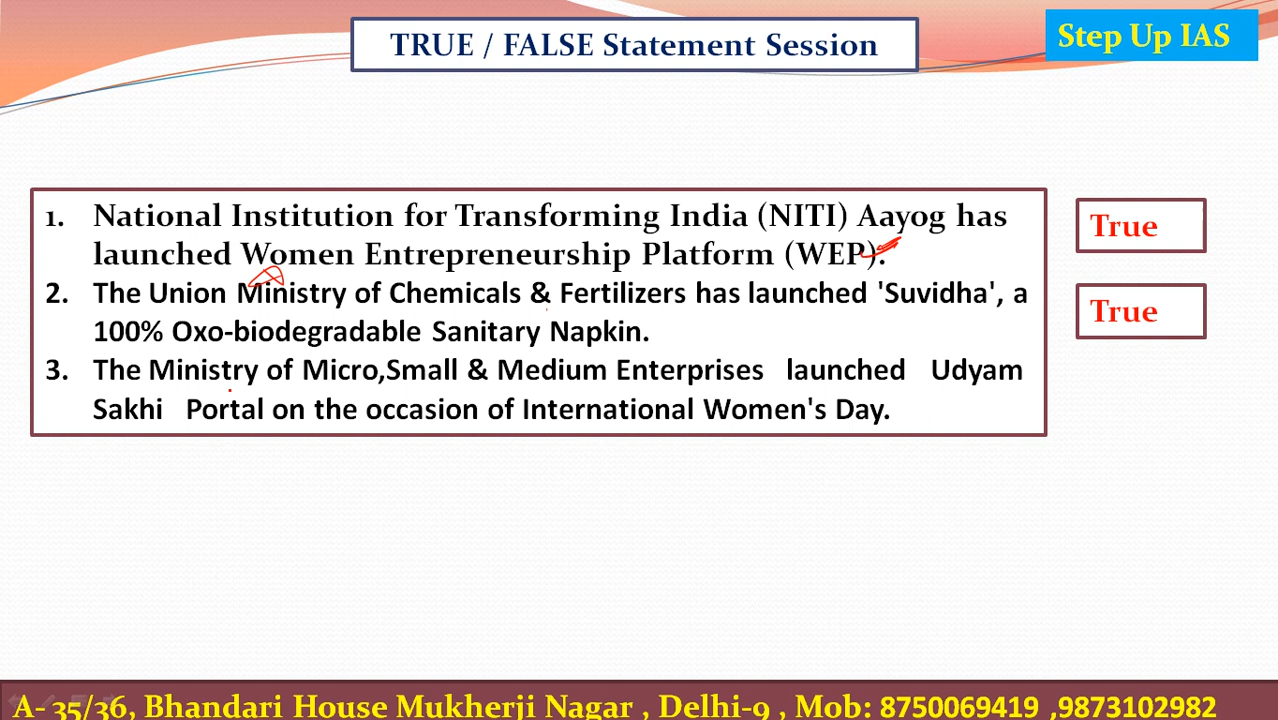 TRUE / FALSE Statement Session
Step Up IAS
1. National Institution for Transforming India (NITI) Aayog has
launched Women Entrepreneurship Platform (WEP).
True
2. The Union Ministry of Chemicals & Fertilizers has launched 'Suvidha', a
100% Oxo-biodegradable Sanitary Napkin.
True
3. The Ministry of Micro,Small & Medium Enterprises launched Udyam
Sakhi Portal on the occasion of International Women's Day.
A- 35/36, Bhandari House Mukherji Nagar , Delhi-9 , Mob: 8750069419 ,9873102982